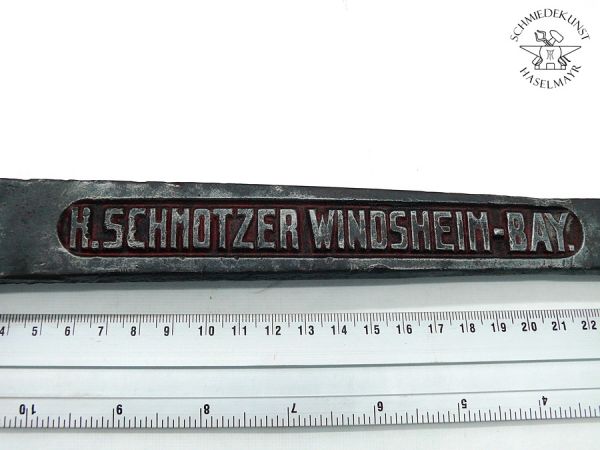 SCHMIEDEKUNST
HASELMAYR
H.SCHMOTZER WINDSHEIM-BAY.
4 5 6 7 8 9 10 11 12 13 14 15 16 17 18 19 20 21 22
10 9 8 7 6 5 4